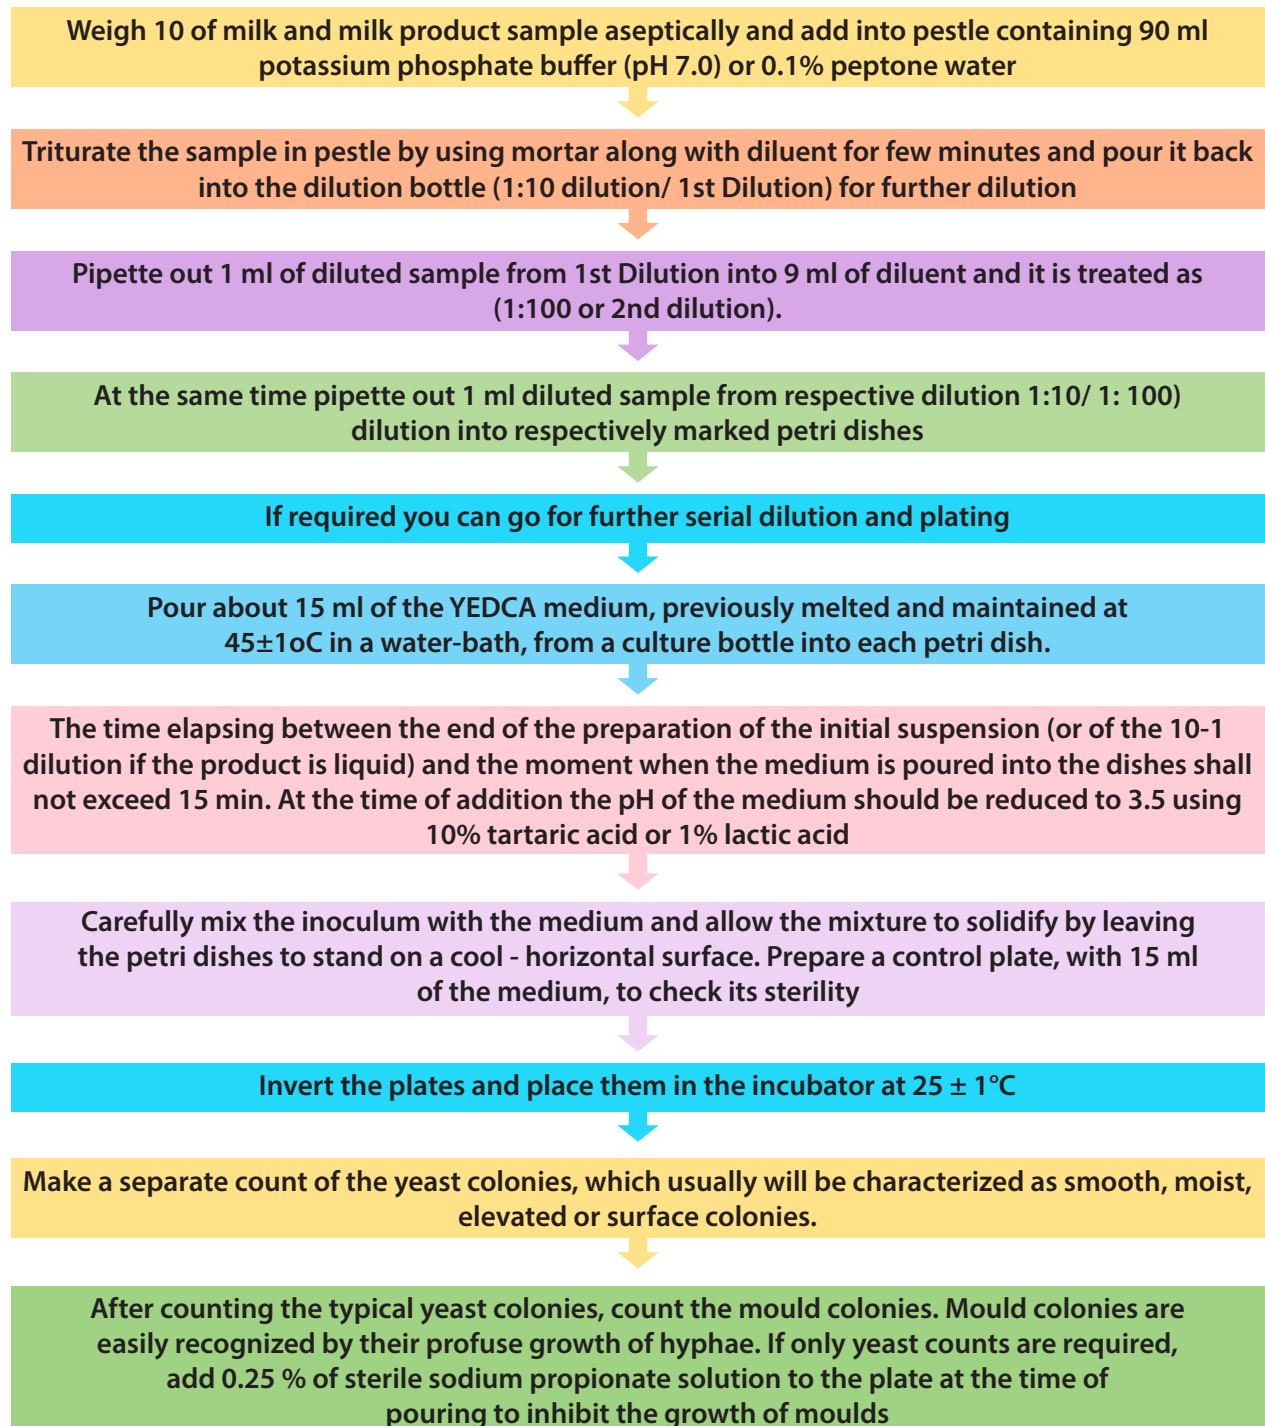 Weigh 10 of milk and milk product sample aseptically and add into pestle containing 90 ml
potassium phosphate buffer (pH 7.0) or 0.1% peptone water
Triturate the sample in pestle by using mortar along with diluent for few minutes and pour it back
into the dilution bottle (1:10 dilution/ 1st Dilution) for further dilution
Pipette out 1 ml of diluted sample from 1st Dilution into 9 ml of diluent and it is treated as
(1:100 or 2nd dilution).
At the same time pipette out 1 ml diluted sample from respective dilution 1:10/ 1: 100)
dilution into respectively marked petri dishes
If required you can go for further serial dilution and plating
Pour about 15 ml of the YEDCA medium, previously melted and maintained at
45±1oC in a water-bath, from a culture bottle into each petri dish.
The time elapsing between the end of the preparation of the initial suspension (or of the 10-1
dilution if the product is liquid) and the moment when the medium is poured into the dishes shall
not exceed 15 min. At the time of addition the pH of the medium should be reduced to 3.5 using
10% tartaric acid or 1% lactic acid
Carefully mix the inoculum with the medium and allow the mixture to solidify by leaving
the petri dishes to stand on a cool - horizontal surface. Prepare a control plate, with 15 ml
of the medium, to check its sterility
Invert the plates and place them in the incubator at 25 ± 1°C
Make a separate count of the yeast colonies, which usually will be characterized as smooth, moist,
elevated or surface colonies.
After counting the typical yeast colonies, count the mould colonies. Mould colonies are
easily recognized by their profuse growth of hyphae. If only yeast counts are required,
add 0.25 % of sterile sodium propionate solution to the plate at the time of
pouring to inhibit the growth of moulds